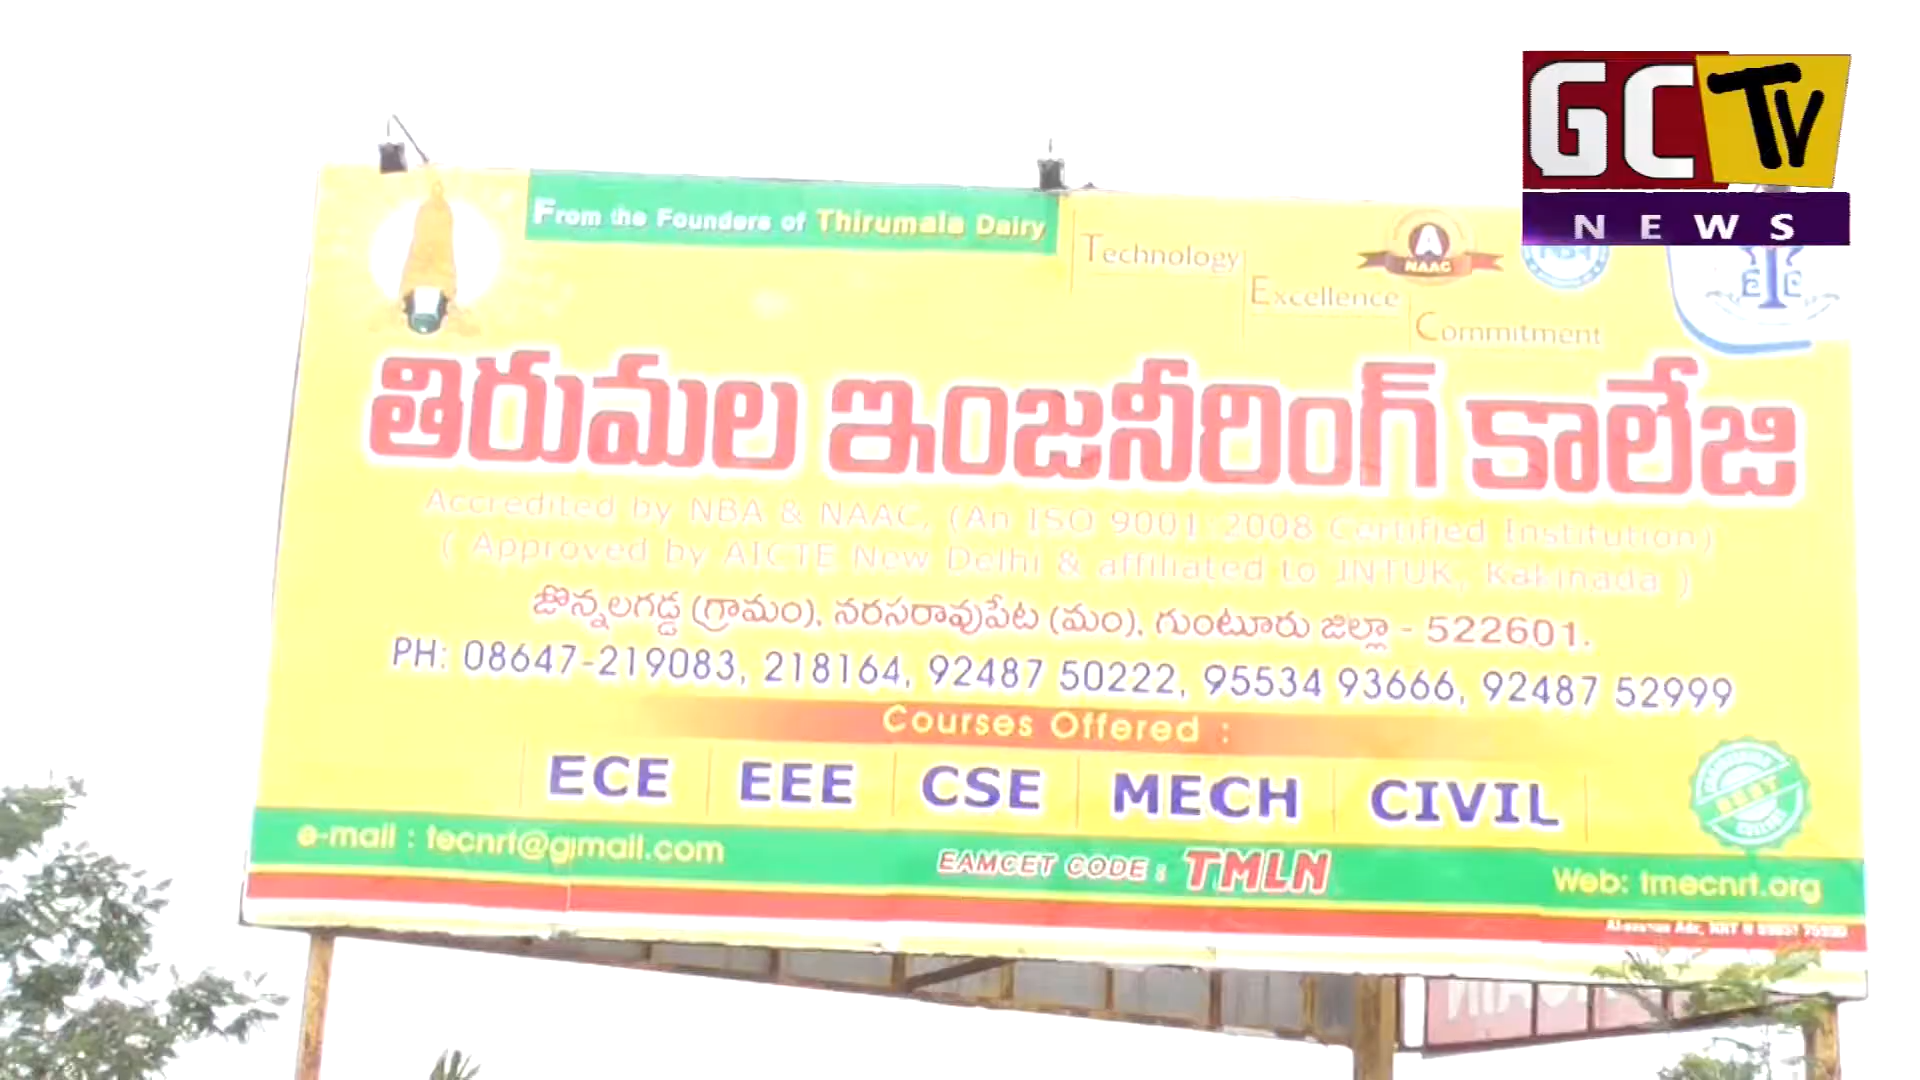 GC TV
NEWS
From the Founders of Thirumala Dairy
Technology
Excellence
Commitment
A
NAAC
తిరుమల ఇంజనీరింగ్ కాలేజి
Accredited by NBA & NAAC, (An ISO 9001:2008 Certified Institution)
( Approved by AICTE New Delhi & affiliated to JNTUK, Kakinada )
జొన్నలగడ్డ (గ్రామం), నరసరావుపేట (మం), గుంటూరు జిల్లా - 522601.
PH: 08647-219083, 218164, 92487 50222, 95534 93666, 92487 52999
Courses Offered :
ECE EEE CSE MECH CIVIL
BEST
e-mail : tecnrt@gmail.com
EAMCET CODE : TMLN
Web: tmecnrt.org